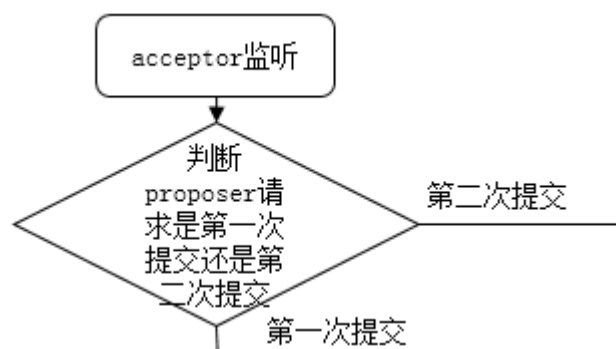 acceptor监听
判断
proposer请
求是第一次
提交还是第
二次提交
第二次提交
第一次提交